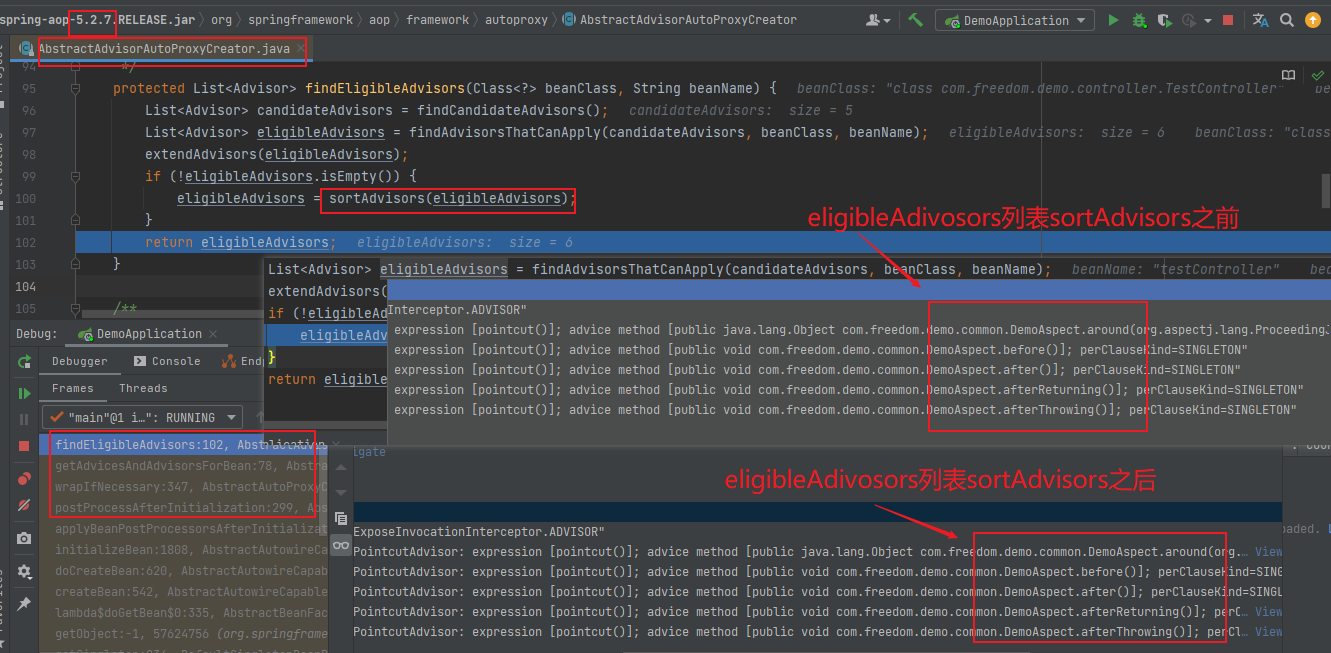 spring-aop-5.2.7.RELEASE.jar 〉 org 〉 springframework 〉 aop 〉 framework 〉 autoproxy 〉 AbstractAdvisorAutoProxyCreator
DemoApplication
AbstractAdvisorAutoProxyCreator.java ×
94 */
95 protected List<Advisor> findEligibleAdvisors(Class<?> beanClass, String beanName) { beanClass: "class com.freedom.demo.controller.TestController"
96 List<Advisor> candidateAdvisors = findCandidateAdvisors(); candidateAdvisors: size = 5
97 List<Advisor> eligibleAdvisors = findAdvisorsThatCanApply(candidateAdvisors, beanClass, beanName); eligibleAdvisors: size = 6 beanClass: "class
98 extendAdvisors(eligibleAdvisors);
99 if (!eligibleAdvisors.isEmpty()) {
100 eligibleAdvisors = sortAdvisors(eligibleAdvisors);
101 }
eligibleAdivosors列表sortAdvisors之前
102 return eligibleAdvisors; eligibleAdvisors: size = 6
103 }
104
105 /**
List<Advisor> eligibleAdvisors = findAdvisorsThatCanApply(candidateAdvisors, beanClass, beanName); beanName: "testController" bea
extendAdvisors(
if (!eligibleAd
eligibleAdv
}
return eligible
Interceptor.ADVISOR"
expression [pointcut()]; advice method [public java.lang.Object com.freedom.demo.common.DemoAspect.around(org.aspectj.lang.ProceedingJ
expression [pointcut()]; advice method [public void com.freedom.demo.common.DemoAspect.before()]; perClauseKind=SINGLETON"
expression [pointcut()]; advice method [public void com.freedom.demo.common.DemoAspect.after()]; perClauseKind=SINGLETON"
expression [pointcut()]; advice method [public void com.freedom.demo.common.DemoAspect.afterReturning()]; perClauseKind=SINGLETON"
expression [pointcut()]; advice method [public void com.freedom.demo.common.DemoAspect.afterThrowing()]; perClauseKind=SINGLETON"
Debug: DemoApplication ×
Debugger Console Endp
Frames Threads
"main"@1 i…": RUNNING
findEligibleAdvisors:102, AbstractAdvisor
getAdvicesAndAdvisorsForBean:78, Abstra
wrapIfNecessary:347, AbstractAutoProxyC
postProcessAfterInitialization:299, Abs
applyBeanPostProcessorsAfterInitializat
initializeBean:1808, AbstractAutowireCa
doCreateBean:620, AbstractAutowireCapab
createBean:542, AbstractAutowireCapable
lambda$doGetBean$0:335, AbstractBeanFac
getObject:-1, 57624756 (org.springframe
igate
eligibleAdivosors列表sortAdvisors之后
ExposeInvocationInterceptor.ADVISOR"
PointcutAdvisor: expression [pointcut()]; advice method [public java.lang.Object com.freedom.demo.common.DemoAspect.around(org.… View
PointcutAdvisor: expression [pointcut()]; advice method [public void com.freedom.demo.common.DemoAspect.before()]; perClauseKind=SING
PointcutAdvisor: expression [pointcut()]; advice method [public void com.freedom.demo.common.DemoAspect.after()]; perClauseKind=SINGL
PointcutAdvisor: expression [pointcut()]; advice method [public void com.freedom.demo.common.DemoAspect.afterReturning()]; perC… View
PointcutAdvisor: expression [pointcut()]; advice method [public void com.freedom.demo.common.DemoAspect.afterThrowing()]; perCl… View